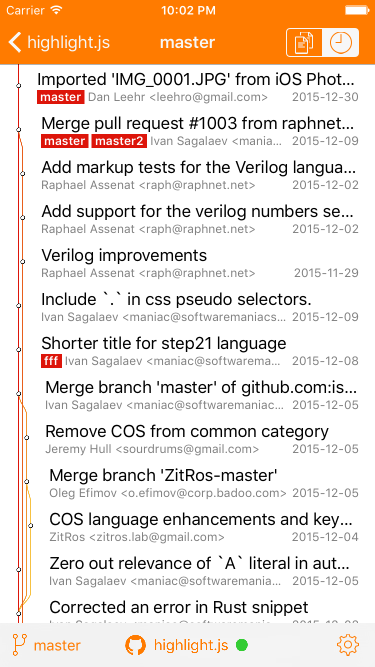 Carrier 10:02 PM
highlight.js master
Imported 'IMG_0001.JPG' from iOS Phot...
master Dan Leehr <leehro@gmail.com> 2015-12-30
Merge pull request #1003 from raphnet...
master master2 Ivan Sagalaev <mania... 2015-12-09
Add markup tests for the Verilog langua...
Raphael Assenat <raph@raphnet.net> 2015-12-02
Add support for the verilog numbers se...
Raphael Assenat <raph@raphnet.net> 2015-12-02
Verilog improvements
Raphael Assenat <raph@raphnet.net> 2015-11-29
Include `.` in css pseudo selectors.
Ivan Sagalaev <maniac@softwaremaniacs... 2015-12-09
Shorter title for step21 language
fff Ivan Sagalaev <maniac@softwarema... 2015-12-08
Merge branch 'master' of github.com:is...
Ivan Sagalaev <maniac@softwaremaniac... 2015-12-05
Remove COS from common category
Jeremy Hull <sourdrums@gmail.com> 2015-12-05
Merge branch 'ZitRos-master'
Oleg Efimov <o.efimov@corp.badoo.com> 2015-12-05
COS language enhancements and key...
ZitRos <zitros.lab@gmail.com> 2015-12-04
Zero out relevance of `A` literal in aut...
Ivan Sagalaev <maniac@softwaremaniac... 2015-12-05
Corrected an error in Rust snippet
master highlight.js